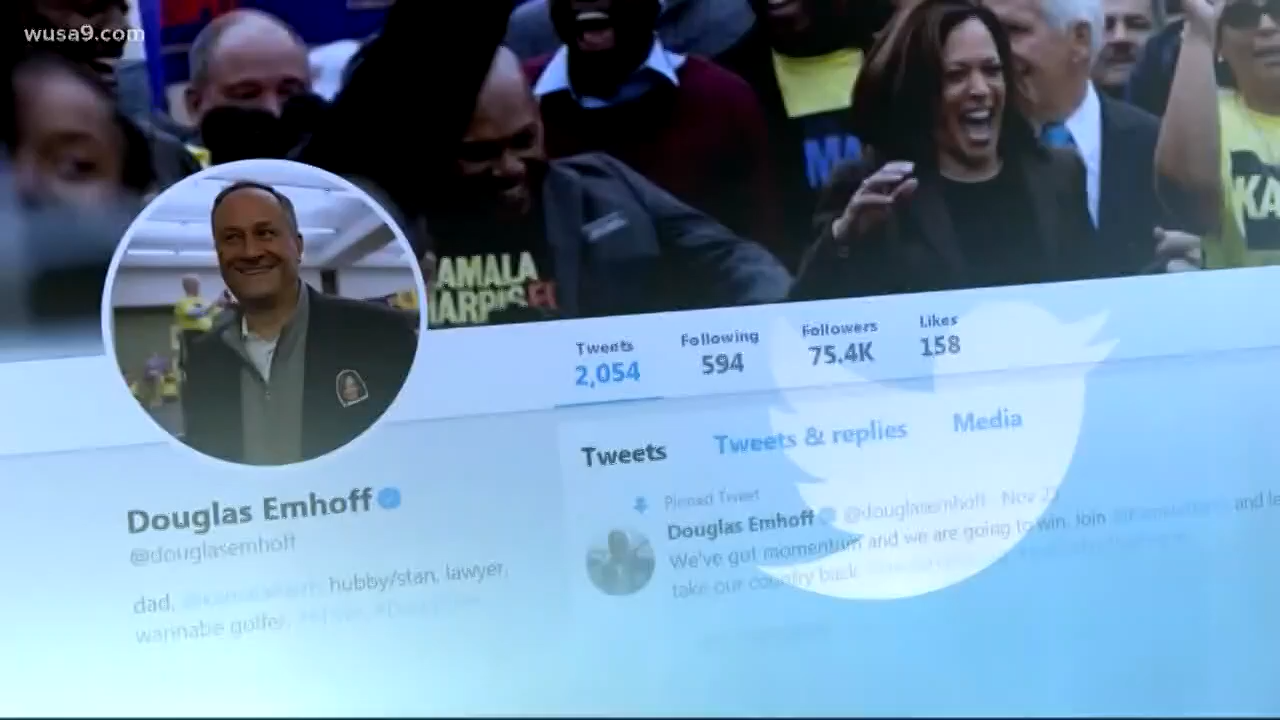 wusa9.com
MA
KA
AMALA
HARRIS
Tweets Following Followers Likes
2,054 594 75.4K 158
Tweets Tweets & replies Media
Pinned Tweet
Douglas Emhoff @douglasemhoff · Nov
We've got momentum and we are going to win. Join and
take our country back.
Douglas Emhoff
@douglasemhoff
dad, hubby/stan, lawyer,
wannabe golfer.